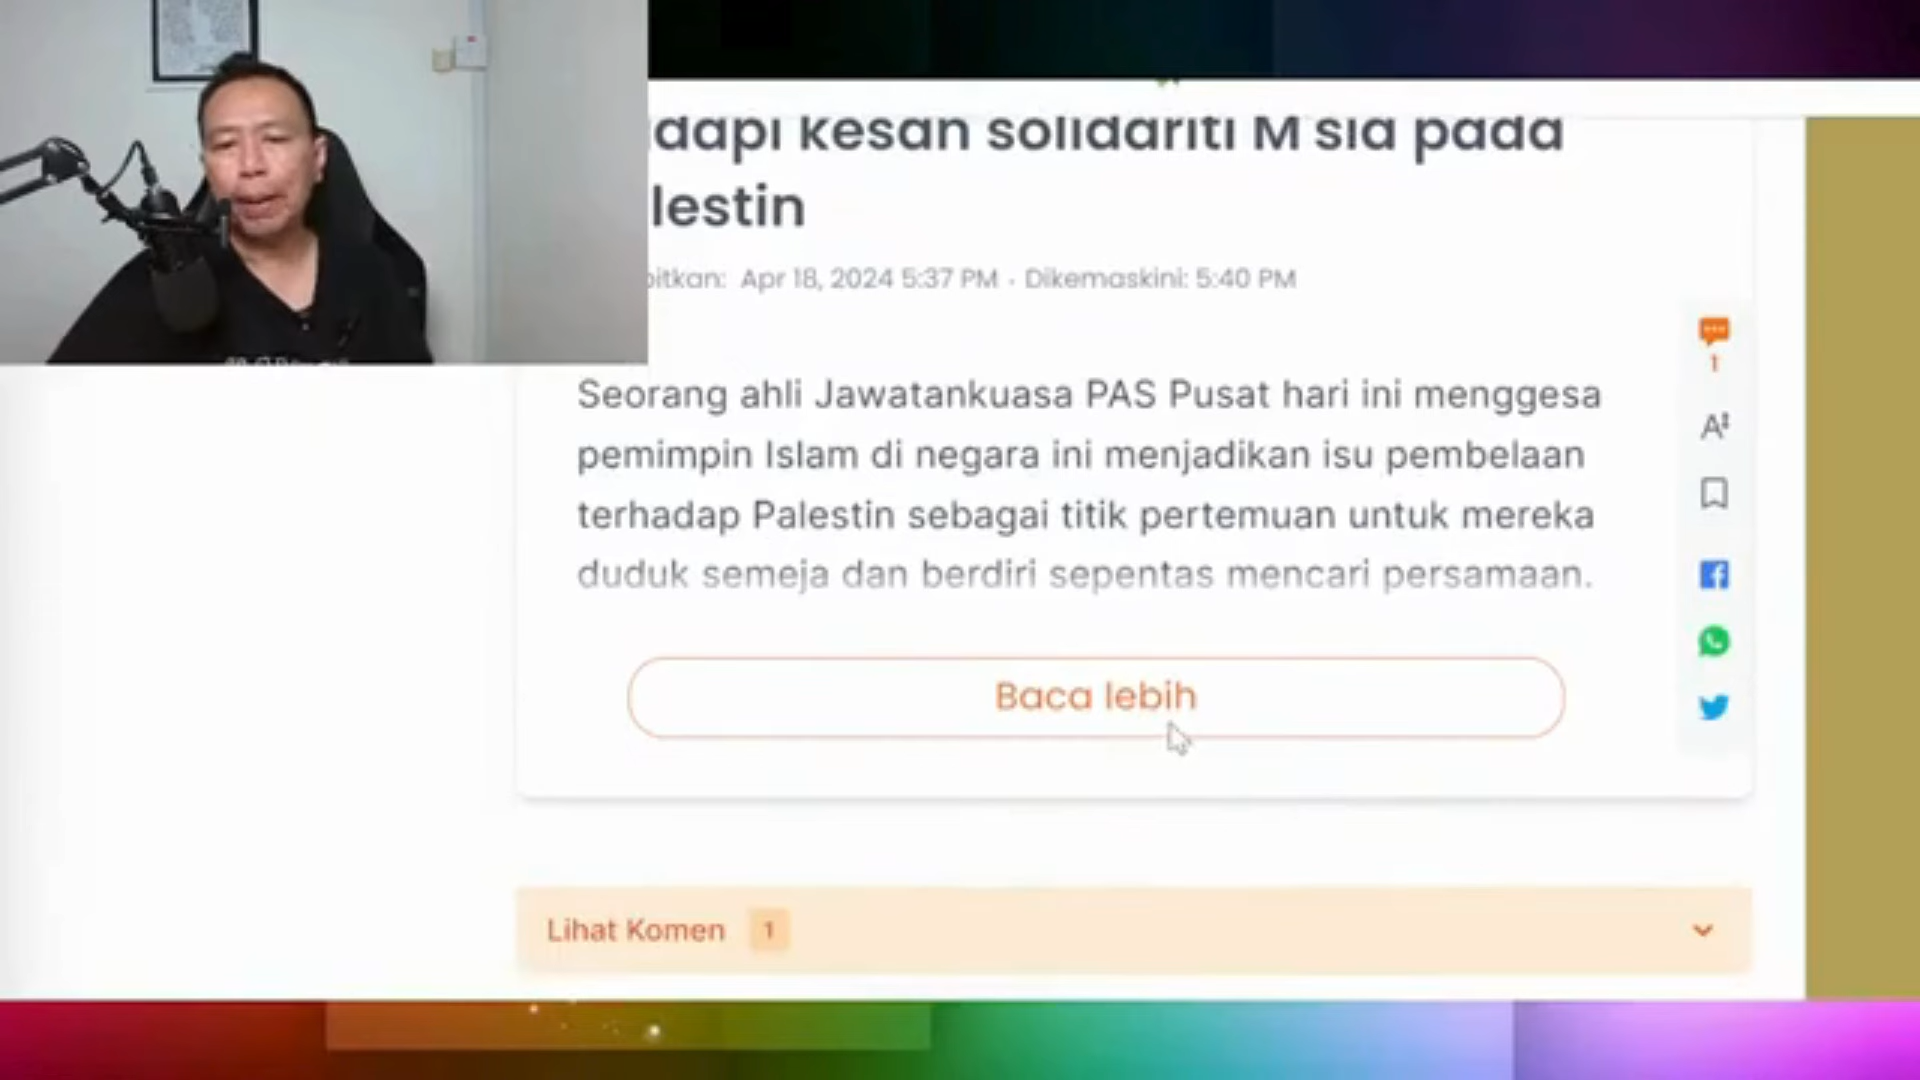 kesan solidariti M'sia pada
Apr 18, 2024 5:37 PM · Dikemaskini: 5:40 PM
1
Seorang ahli Jawatankuasa PAS Pusat hari ini menggesa
pemimpin Islam di negara ini menjadikan isu pembelaan
terhadap Palestin sebagai titik pertemuan untuk mereka
duduk semeja dan berdiri sepentas mencari persamaan.
Baca lebih
Lihat Komen 1